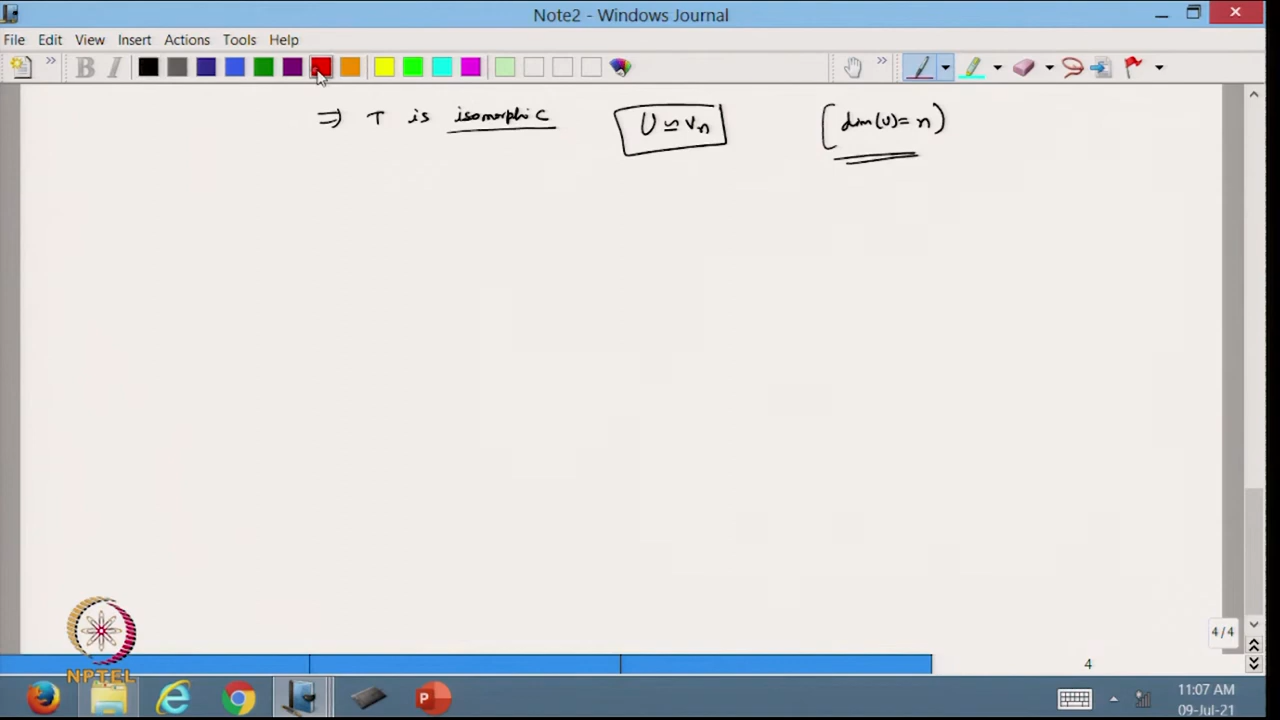 Note2 - Windows Journal
File Edit View Insert Actions Tools Help
B I
⇒ T is isomorphic U ≃ Vn (dim(U) = n)
4/4
4
NPTEL
11:07 AM
09-Jul-21